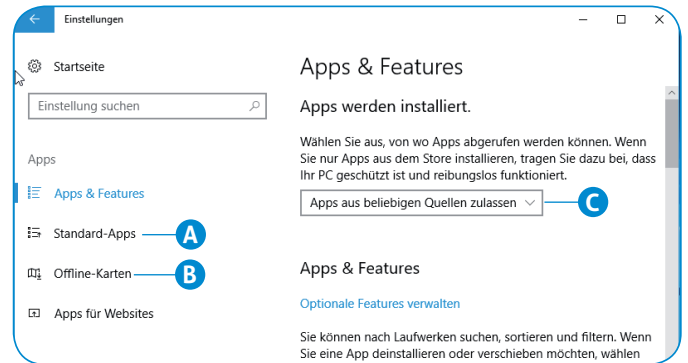 Einstellungen
Startseite
Einstellung suchen
Apps
Apps & Features
Standard-Apps A
Offline-Karten B
Apps für Websites
Apps & Features
Apps werden installiert.
Wählen Sie aus, von wo Apps abgerufen werden können. Wenn
Sie nur Apps aus dem Store installieren, tragen Sie dazu bei, dass
Ihr PC geschützt ist und reibungslos funktioniert.
Apps aus beliebigen Quellen zulassen C
Apps & Features
Optionale Features verwalten
Sie können nach Laufwerken suchen, sortieren und filtern. Wenn
Sie eine App deinstallieren oder verschieben möchten, wählen